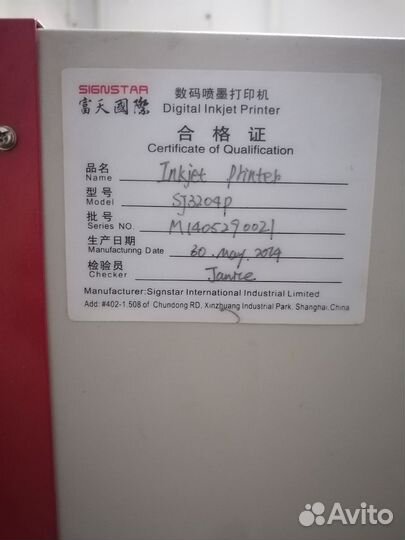 SIGNSTAR 数码喷墨打印机
富天國際 Digital Inkjet Printer
合格证
Certificate of Qualification
品名
Name Inkjet Printer
型号
Model SJ3204P
批号
Series NO. M1405290021
生产日期
Manufacturing Date 30. May. 2014
检验员
Checker Janice
Manufacturer:Signstar International Industrial Limited
Add: #402-1.508 of Chundong RD, Xinzhuang Industrial Park, Shanghai,China
Avito